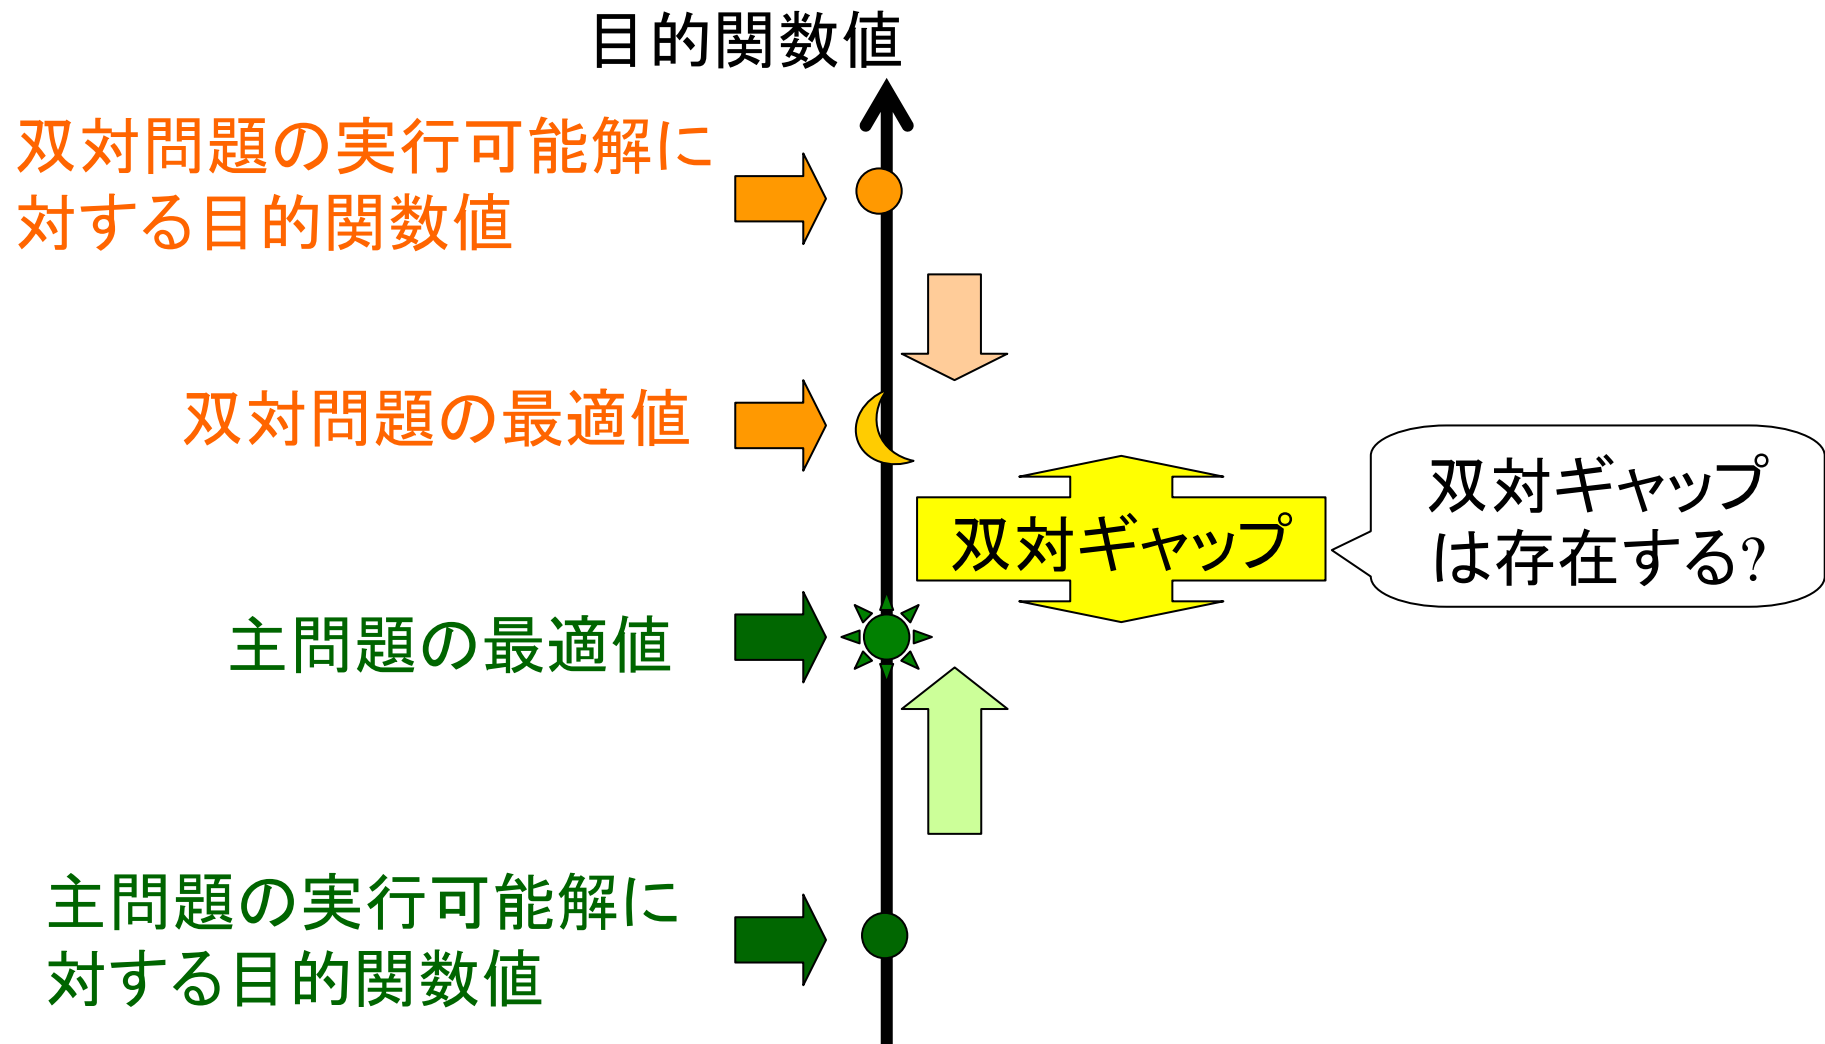 目的関数値
双対問題の実行可能解に
対する目的関数値
双対問題の最適値
双対ギャップ
双対ギャップ
は存在する?
主問題の最適値
主問題の実行可能解に
対する目的関数値